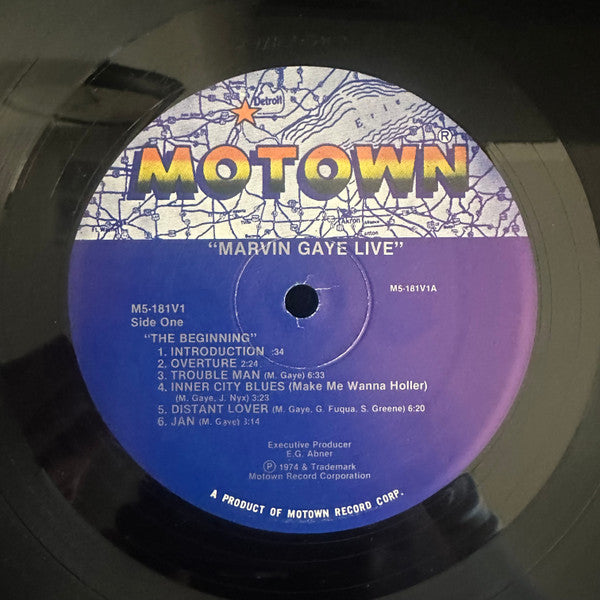 Detroit
Erie
MOTOWN®
Akron
Canton
"MARVIN GAYE LIVE"
M5-181V1
Side One
M5-181V1A
"THE BEGINNING"
1. INTRODUCTION :34
2. OVERTURE 2:24
3. TROUBLE MAN (M. Gaye) 6:33
4. INNER CITY BLUES (Make Me Wanna Holler)
(M. Gaye, J. Nyx) 3:23
5. DISTANT LOVER (M. Gaye, G. Fuqua, S. Greene) 6:20
6. JAN (M. Gaye) 3:14
Executive Producer
E.G. Abner
Ⓟ 1974 & Trademark
Motown Record Corporation
A PRODUCT OF MOTOWN RECORD CORP.